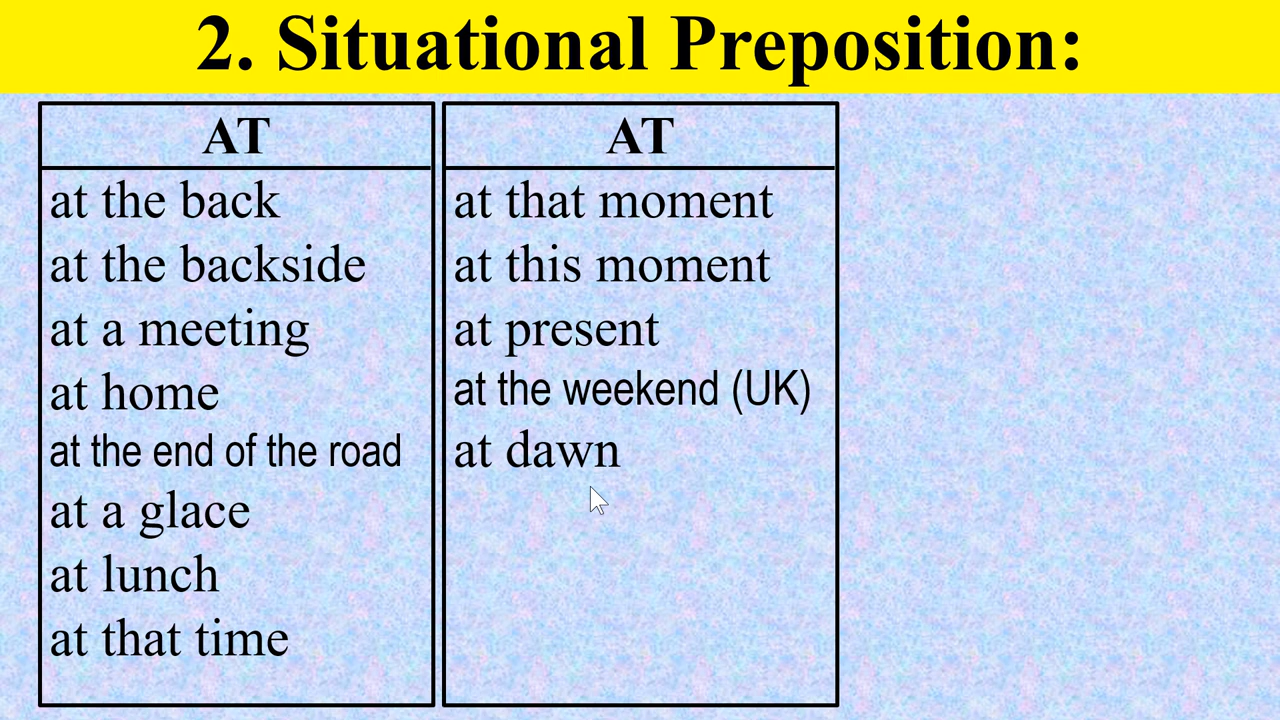 2. Situational Preposition:
AT
at the back
at the backside
at a meeting
at home
at the end of the road
at a glace
at lunch
at that time
AT
at that moment
at this moment
at present
at the weekend (UK)
at dawn